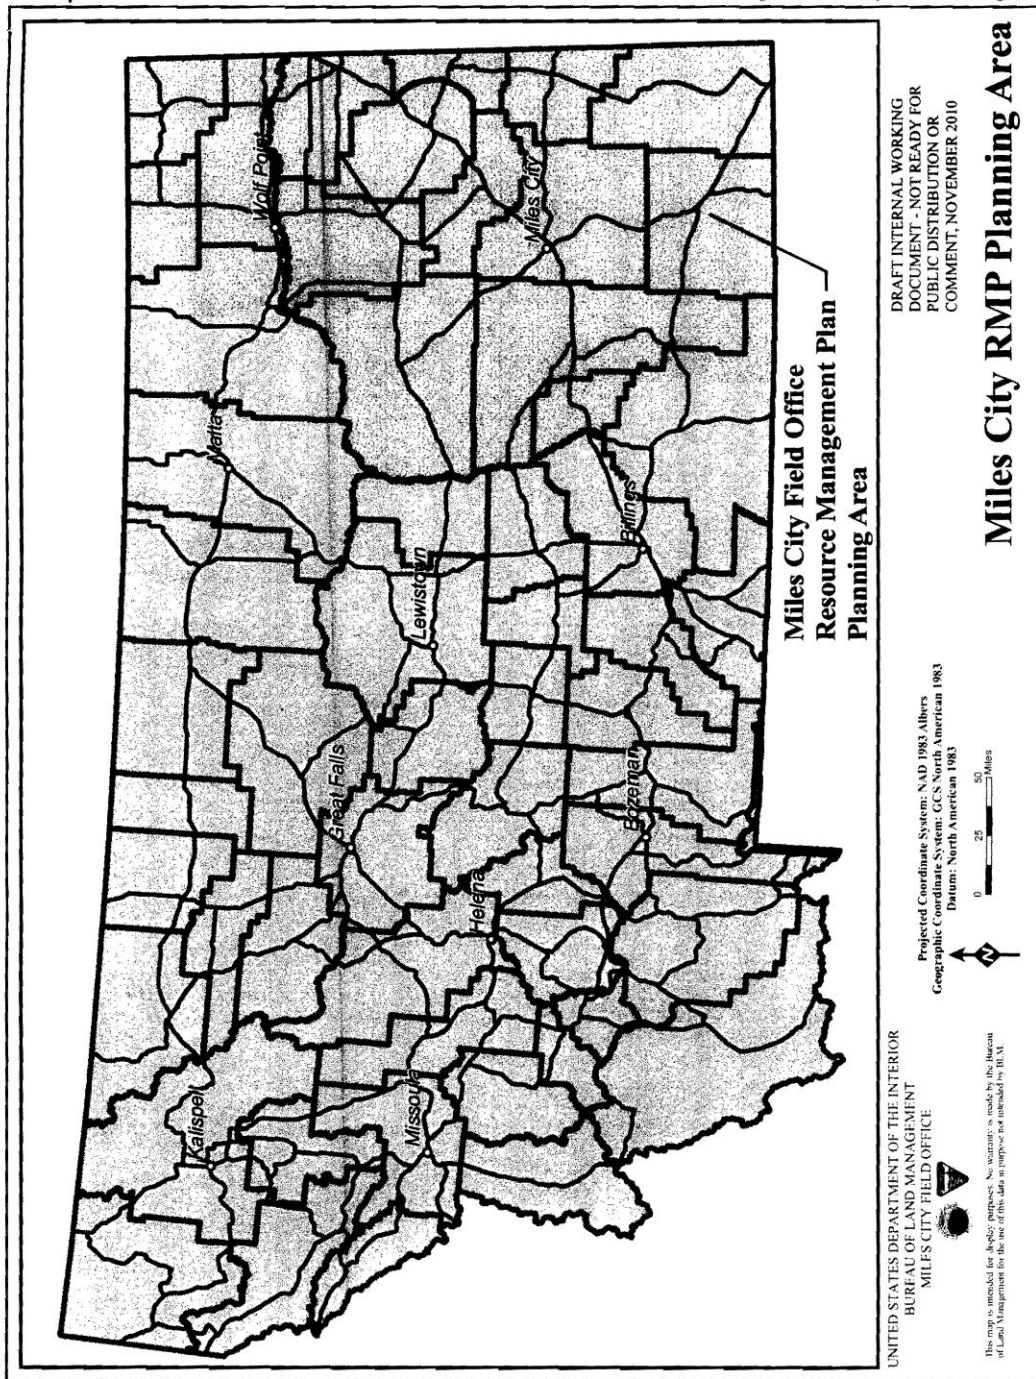 Kalispel
Malta
Wolf Point
Great Falls
Missoula
Lewistown
Helena
Miles City
Bozeman
Billings
Miles City Field Office
Resource Management Plan
Planning Area
UNITED STATES DEPARTMENT OF THE INTERIOR
BUREAU OF LAND MANAGEMENT
MILES CITY FIELD OFFICE
This map is intended for display purposes. No warranty is made by the Bureau
of Land Management for the use of this data in purpose not intended by BLM.
Projected Coordinate System: NAD 1983 Albers
Geographic Coordinate System: GCS North American 1983
Datum: North American 1983
N
0 25 50
Miles
DRAFT INTERNAL WORKING
DOCUMENT - NOT READY FOR
PUBLIC DISTRIBUTION OR
COMMENT, NOVEMBER 2010
Miles City RMP Planning Area